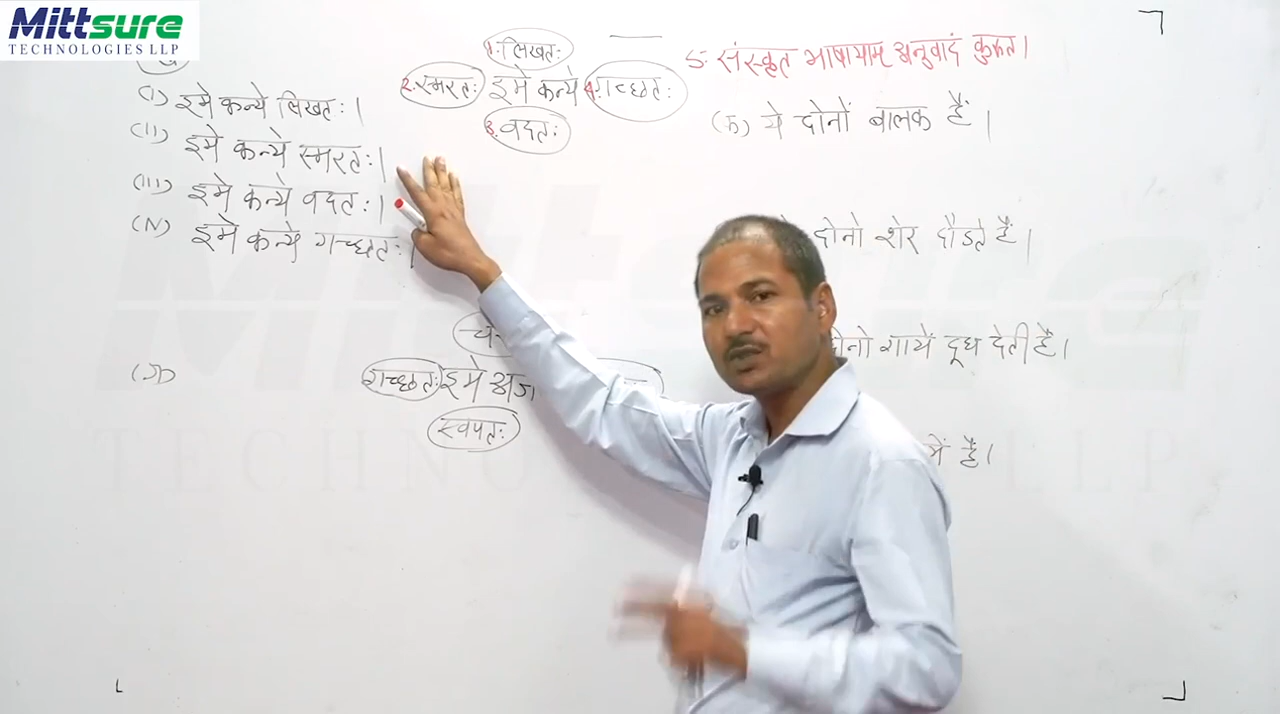 Mittsure
TECHNOLOGIES LLP
(I) इमे कन्ये लिखतः।
(II) इमे कन्ये स्मरतः।
(III) इमे कन्ये वदतः।
(IV) इमे कन्ये गच्छतः।
1. लिखतः
2. स्मरतः इमे कन्ये 4. गच्छतः
3. वदतः
(ग)
गच्छतः इमे अज
स्वपतः
5. संस्कृत भाषायाम् अनुवादं कुरुत।
(क) ये दोनों बालक हैं।
दोनो शेर दौडते हैं।
दोनो गायें दूध देती हैं।
हैं।